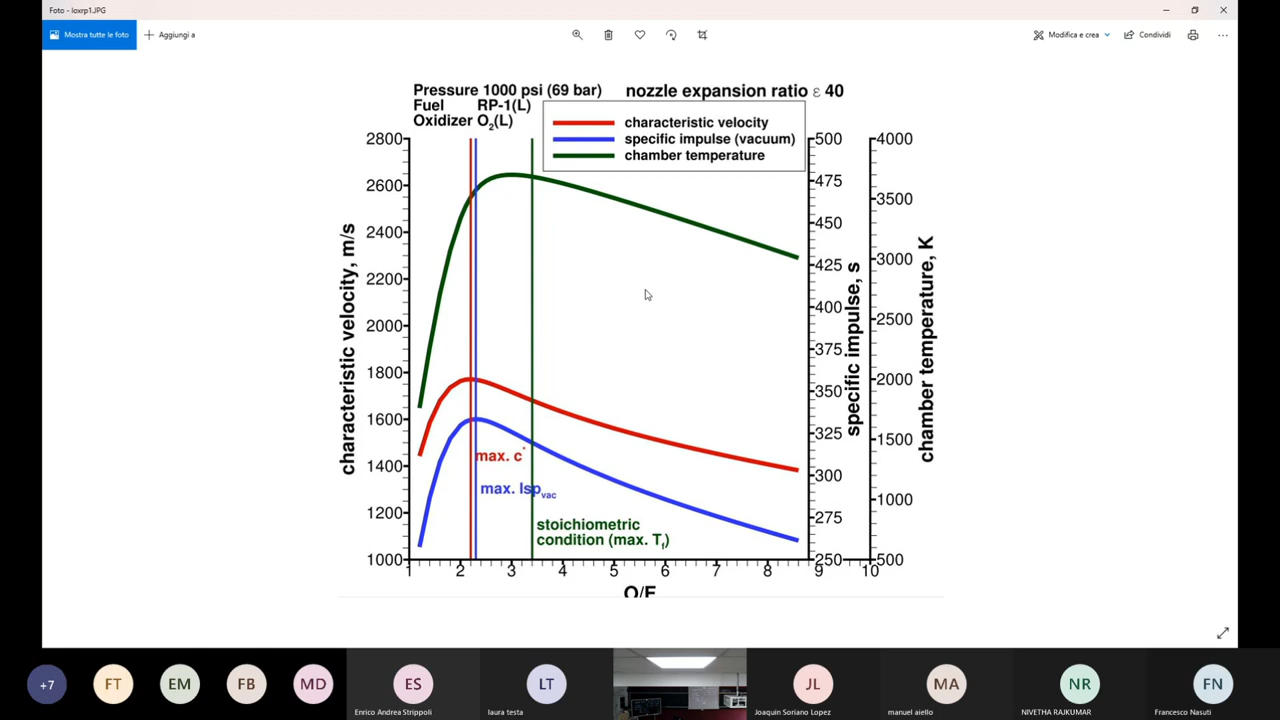 Foto - loxrp1.JPG
Mostra tutte le foto
Aggiungi a
Modifica e crea
Condividi
Pressure 1000 psi (69 bar)
nozzle expansion ratio ε 40
Fuel RP-1(L)
Oxidizer O2(L)
characteristic velocity
specific impulse (vacuum)
chamber temperature
2800
2600
2400
2200
2000
1800
1600
1400
1200
1000
characteristic velocity, m/s
500
475
450
425
400
375
350
325
300
275
250
specific impulse, s
4000
3500
3000
2500
2000
1500
1000
500
chamber temperature, K
max. c*
max. Ispvac
stoichiometric
condition (max. Tf)
1 2 3 4 5 6 7 8 9 10
O/F
+7
FT
EM
FB
MD
ES
LT
JL
MA
NR
FN
Enrico Andrea Strippoli
laura testa
Joaquin Soriano Lopez
manuel aiello
NIVETHA RAJKUMAR
Francesco Nasuti